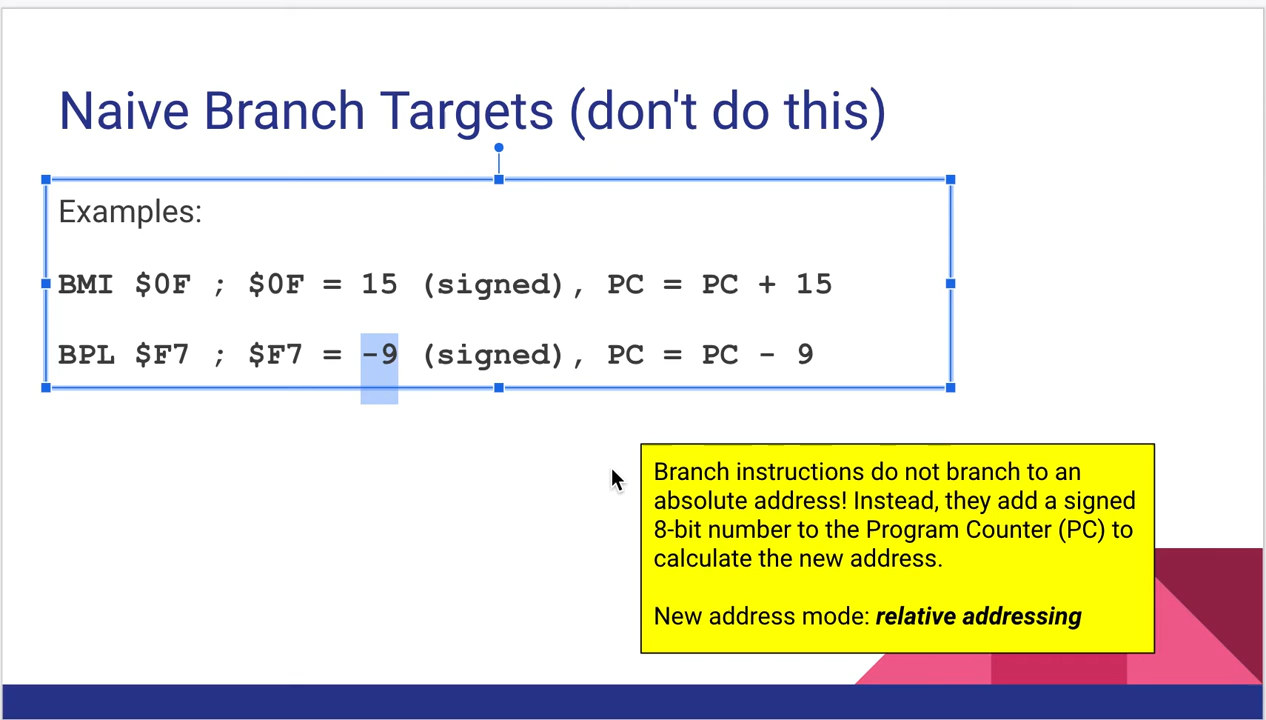 Naive Branch Targets (don't do this)
Examples:
BMI $0F ; $0F = 15 (signed), PC = PC + 15
BPL $F7 ; $F7 = -9 (signed), PC = PC - 9
Branch instructions do not branch to an
absolute address! Instead, they add a signed
8-bit number to the Program Counter (PC) to
calculate the new address.
New address mode: relative addressing